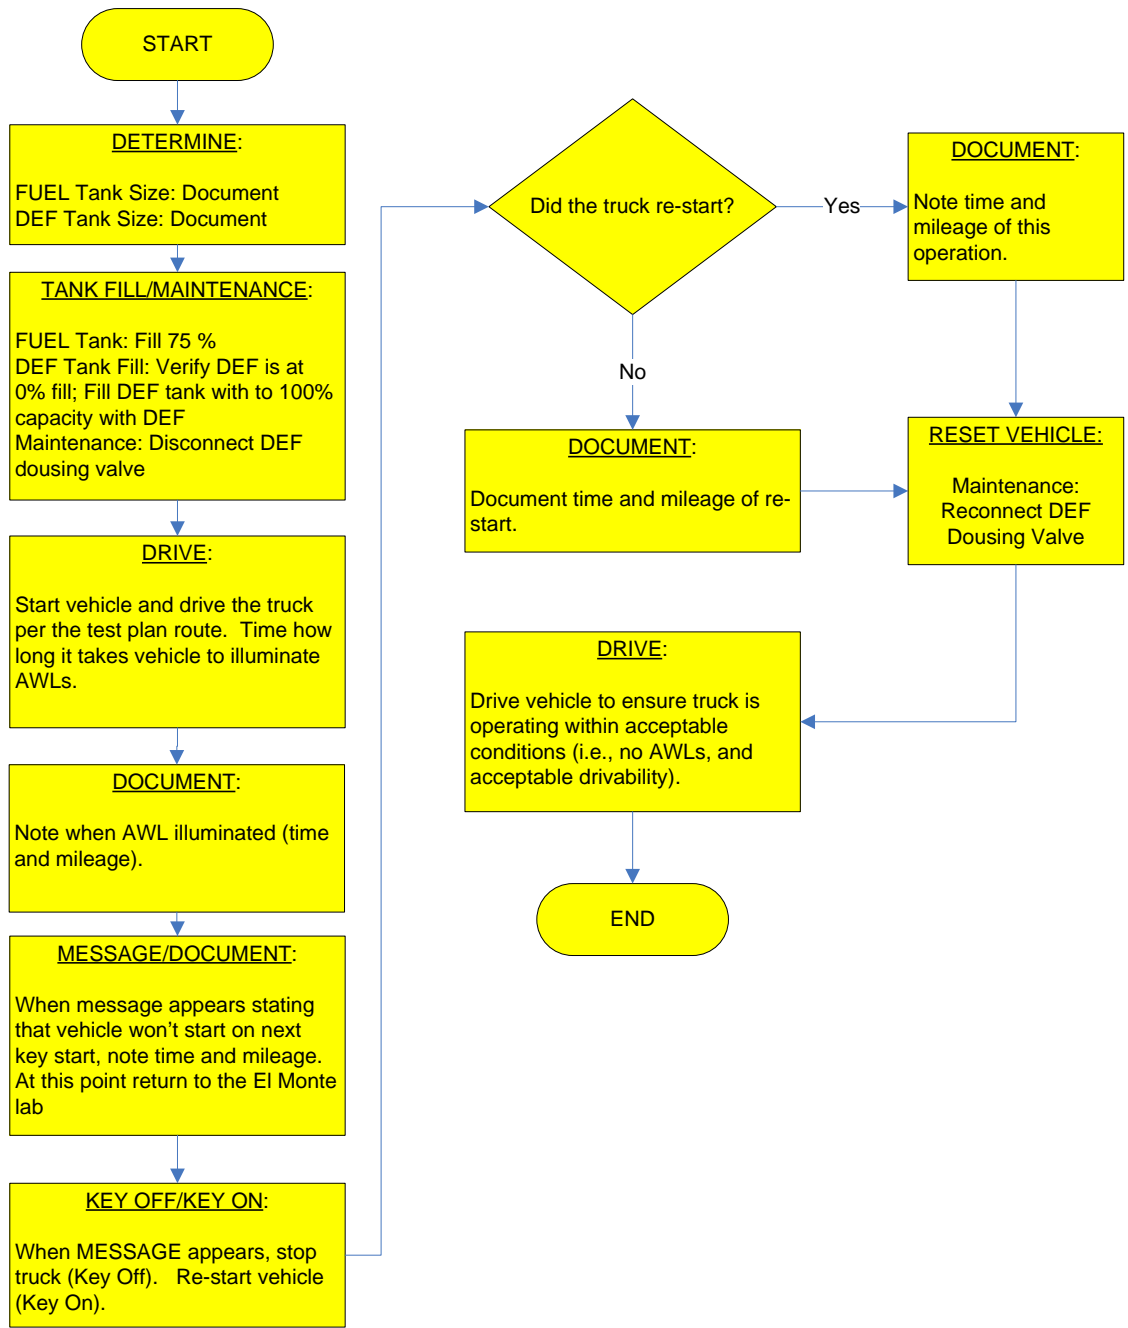 START
DETERMINE:
FUEL Tank Size: Document
DEF Tank Size: Document
TANK FILL/MAINTENANCE:
FUEL Tank: Fill 75 %
DEF Tank Fill: Verify DEF is at
0% fill; Fill DEF tank with to 100%
capacity with DEF
Maintenance: Disconnect DEF
dousing valve
DRIVE:
Start vehicle and drive the truck
per the test plan route. Time how
long it takes vehicle to illuminate
AWLs.
DOCUMENT:
Note when AWL illuminated (time
and mileage).
MESSAGE/DOCUMENT:
When message appears stating
that vehicle won't start on next
key start, note time and mileage.
At this point return to the El Monte
lab
KEY OFF/KEY ON:
When MESSAGE appears, stop
truck (Key Off). Re-start vehicle
(Key On).
Did the truck re-start?
Yes
DOCUMENT:
Note time and
mileage of this
operation.
No
DOCUMENT:
Document time and mileage of re-
start.
RESET VEHICLE:
Maintenance:
Reconnect DEF
Dousing Valve
DRIVE:
Drive vehicle to ensure truck is
operating within acceptable
conditions (i.e., no AWLs, and
acceptable drivability).
END